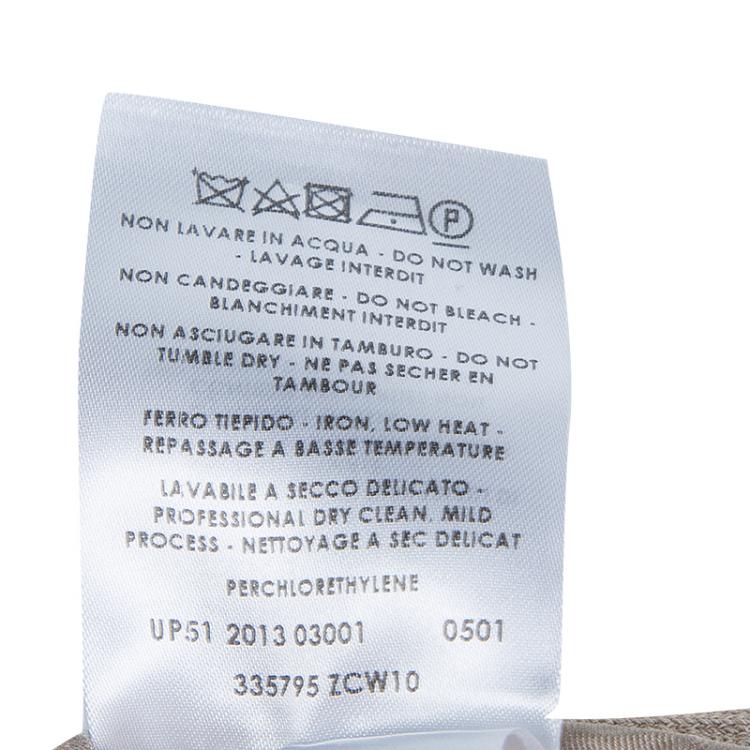 P
NON LAVARE IN ACQUA - DO NOT WASH
- LAVAGE INTERDIT
NON CANDEGGIARE - DO NOT BLEACH -
BLANCHIMENT INTERDIT
NON ASCIUGARE IN TAMBURO - DO NOT
TUMBLE DRY - NE PAS SECHER EN
TAMBOUR
FERRO TIEPIDO - IRON, LOW HEAT -
REPASSAGE A BASSE TEMPERATURE
LAVABILE A SECCO DELICATO -
PROFESSIONAL DRY CLEAN, MILD
PROCESS - NETTOYAGE A SEC DELICAT
PERCHLORETHYLENE
UP51 2013 03001 0501
335795 ZCW10